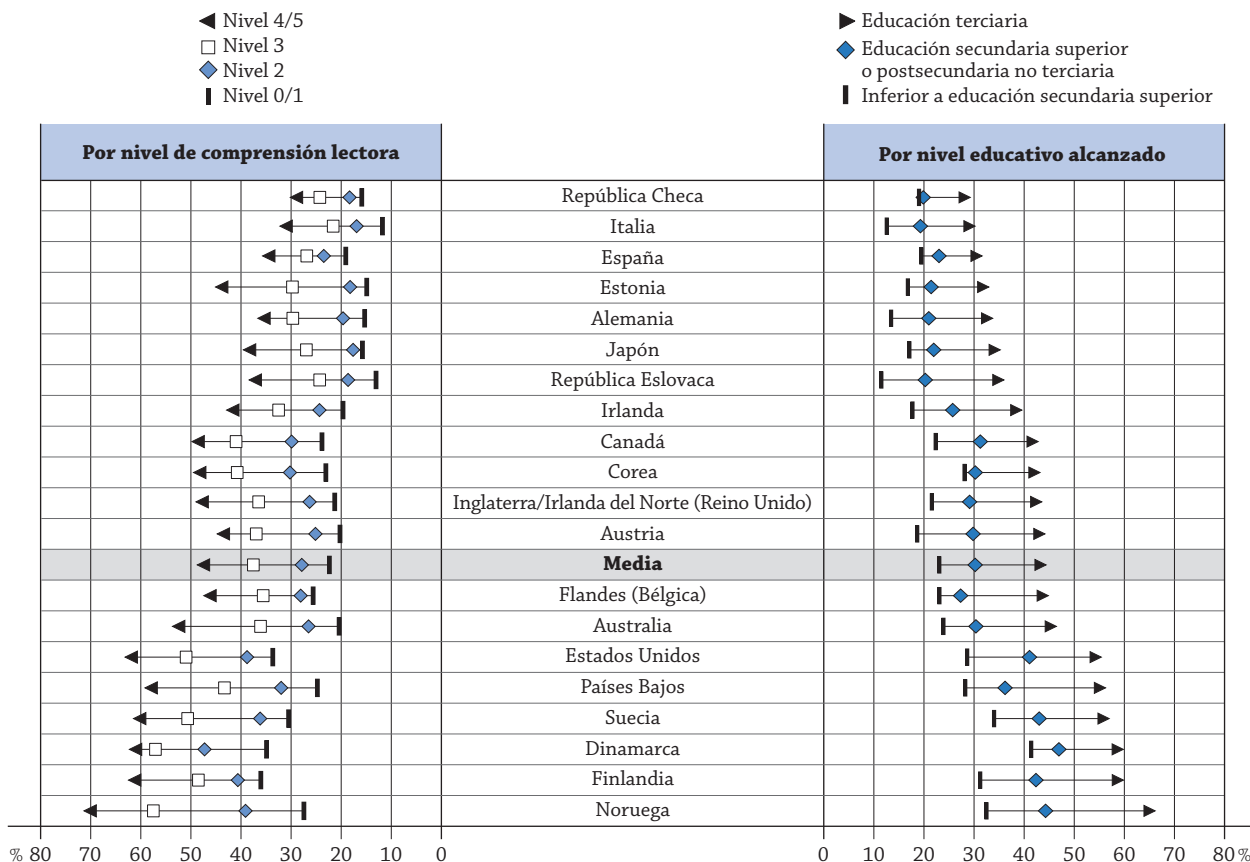 Nivel 4/5
Nivel 3
Nivel 2
Nivel 0/1
Educación terciaria
Educación secundaria superior
o postsecundaria no terciaria
Inferior a educación secundaria superior
Por nivel de comprensión lectora
Por nivel educativo alcanzado
República Checa
Italia
España
Estonia
Alemania
Japón
República Eslovaca
Irlanda
Canadá
Corea
Inglaterra/Irlanda del Norte (Reino Unido)
Austria
Media
Flandes (Bélgica)
Australia
Estados Unidos
Países Bajos
Suecia
Dinamarca
Finlandia
Noruega
% 80 70 60 50 40 30 20 10 0
0 10 20 30 40 50 60 70 80 %